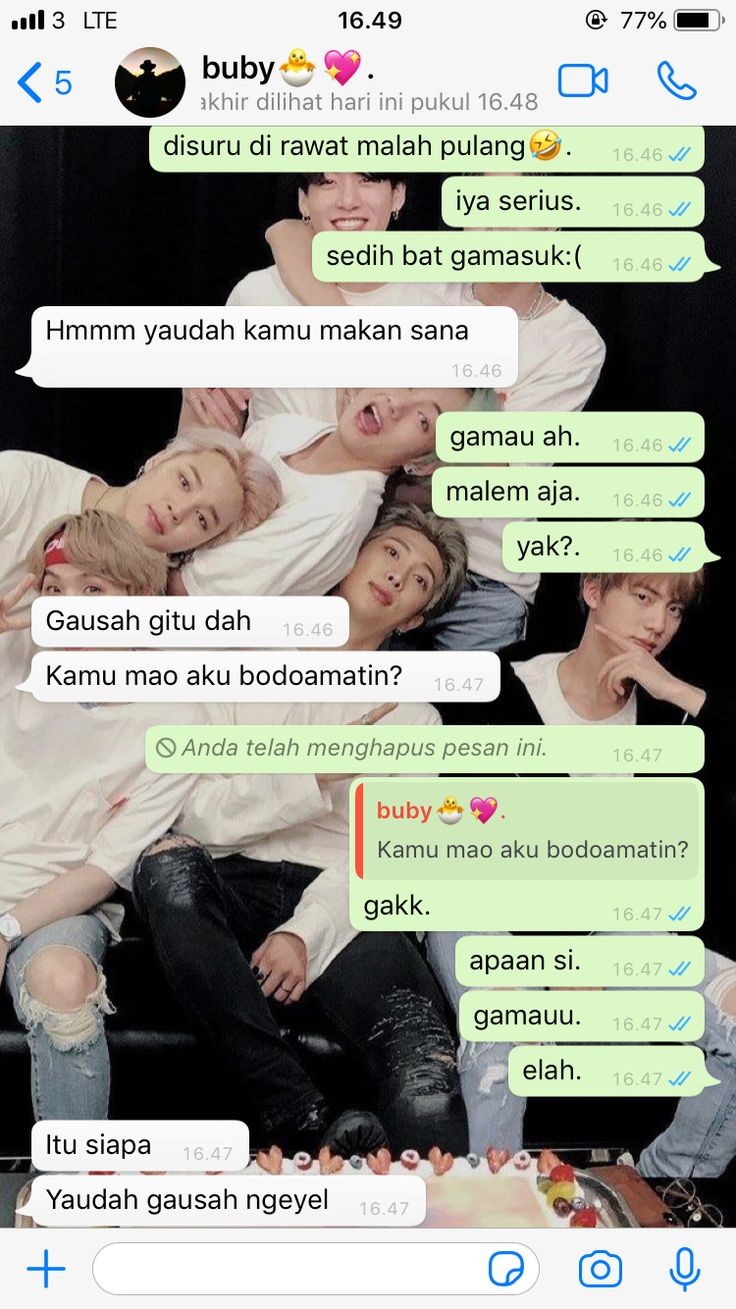 3 LTE 16.49 77%
5 buby🐣💖.
akhir dilihat hari ini pukul 16.48
disuru di rawat malah pulang🤣. 16.46
iya serius. 16.46
sedih bat gamasuk:( 16.46
Hmmm yaudah kamu makan sana
16.46
gamau ah. 16.46
malem aja. 16.46
yak?. 16.46
Gausah gitu dah 16.46
Kamu mao aku bodoamatin? 16.47
Anda telah menghapus pesan ini. 16.47
buby🐣💖.
Kamu mao aku bodoamatin?
gakk. 16.47
apaan si. 16.47
gamauu. 16.47
elah. 16.47
Itu siapa 16.47
Yaudah gausah ngeyel 16.47